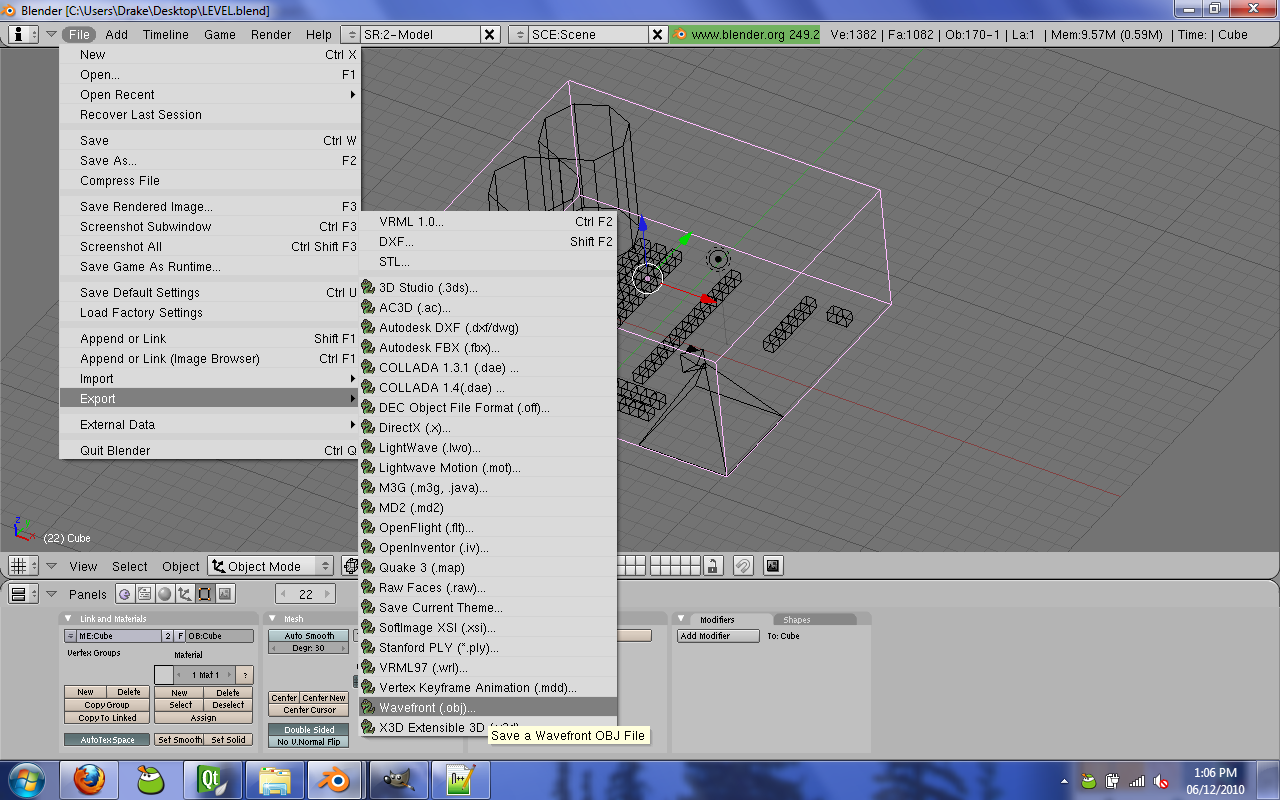 Blender [C:\Users\Drake\Desktop\LEVEL.blend]
File Add Timeline Game Render Help SR:2-Model SCE:Scene www.blender.org 249.2 Ve:1382 | Fa:1082 | Ob:170-1 | La:1 | Mem:9.57M (0.59M) | Time: | Cube
New Ctrl X
Open... F1
Open Recent
Recover Last Session
Save Ctrl W
Save As... F2
Compress File
Save Rendered Image... F3
Screenshot Subwindow Ctrl F3
Screenshot All Ctrl Shift F3
Save Game As Runtime...
Save Default Settings Ctrl U
Load Factory Settings
Append or Link Shift F1
Append or Link (Image Browser) Ctrl F1
Import
Export
External Data
Quit Blender Ctrl Q
VRML 1.0... Ctrl F2
DXF... Shift F2
STL...
3D Studio (.3ds)...
AC3D (.ac)...
Autodesk DXF (.dxf/dwg)
Autodesk FBX (.fbx)...
COLLADA 1.3.1 (.dae) ...
COLLADA 1.4(.dae) ...
DEC Object File Format (.off)...
DirectX (.x)...
LightWave (.lwo)...
Lightwave Motion (.mot)...
M3G (.m3g, .java)...
MD2 (.md2)
OpenFlight (.flt)...
OpenInventor (.iv)...
Quake 3 (.map)
Raw Faces (.raw)...
Save Current Theme...
SoftImage XSI (.xsi)...
Stanford PLY (*.ply)...
VRML97 (.wrl)...
Vertex Keyframe Animation (.mdd)...
Wavefront (.obj)...
X3D Extensible 3D
Save a Wavefront OBJ File
z
(22) Cube
View Select Object Object Mode
Panels 22
Link and Materials
ME:Cube 2 F OB:Cube
Vertex Groups
Material
1 Mat 1 ?
New Delete New Delete
Copy Group Select Deselect
Copy To Linked Assign
AutoTexSpace Set Smooth Set Solid
Mesh
Auto Smooth
Degr: 30
Center Center New
Center Cursor
Double Sided
No V.Normal Flip
Modifiers Shapes
Add Modifier To: Cube
Qt
n++
1:06 PM
06/12/2010